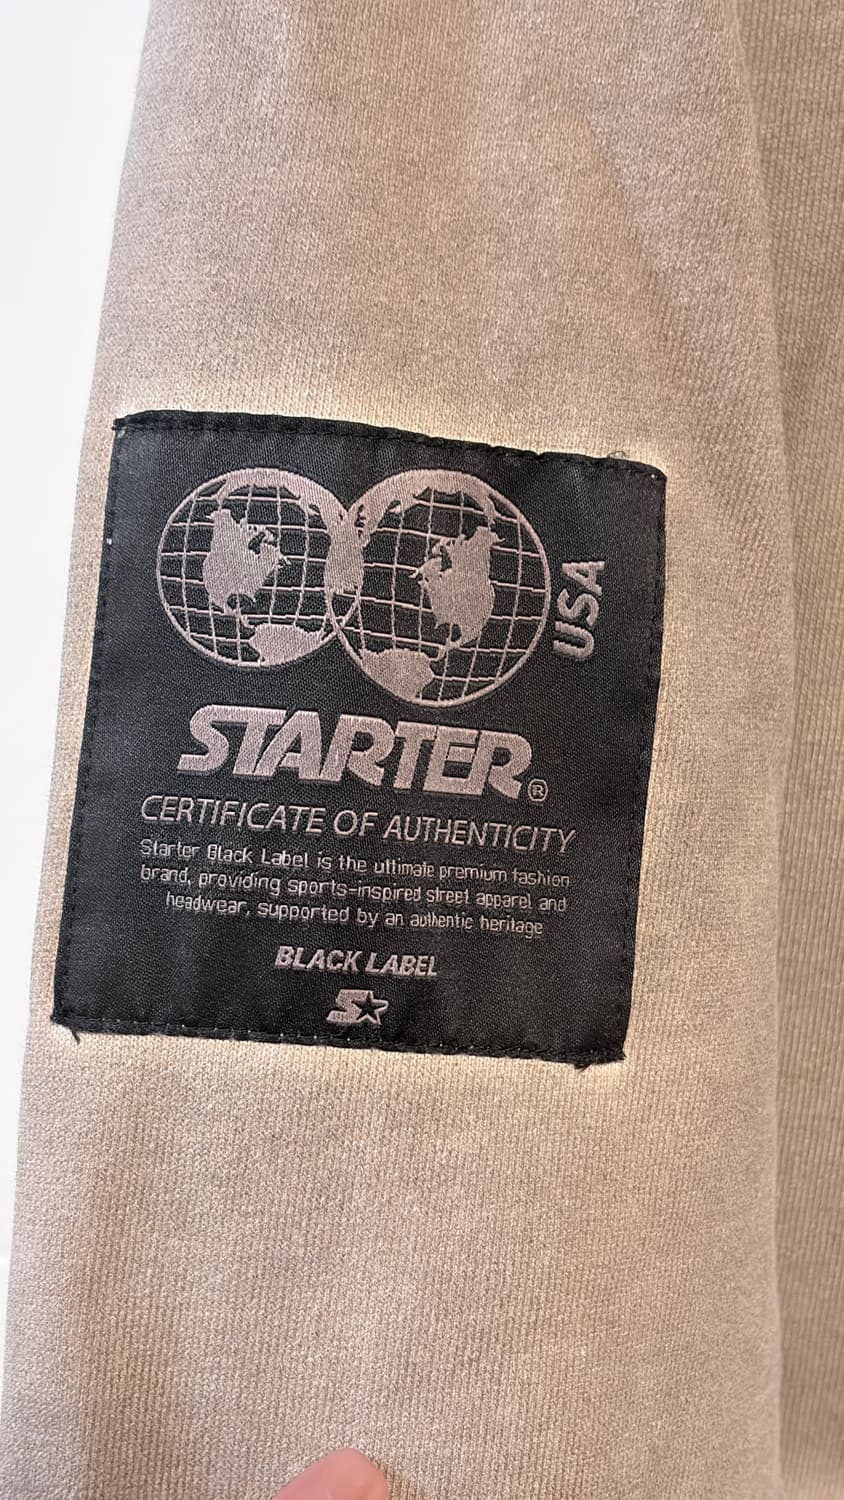 USA
STARTER®
CERTIFICATE OF AUTHENTICITY
Starter Black Label is the ultimate premium fashion
brand, providing sports-inspired street apparel and
headwear, supported by an authentic heritage
BLACK LABEL
S